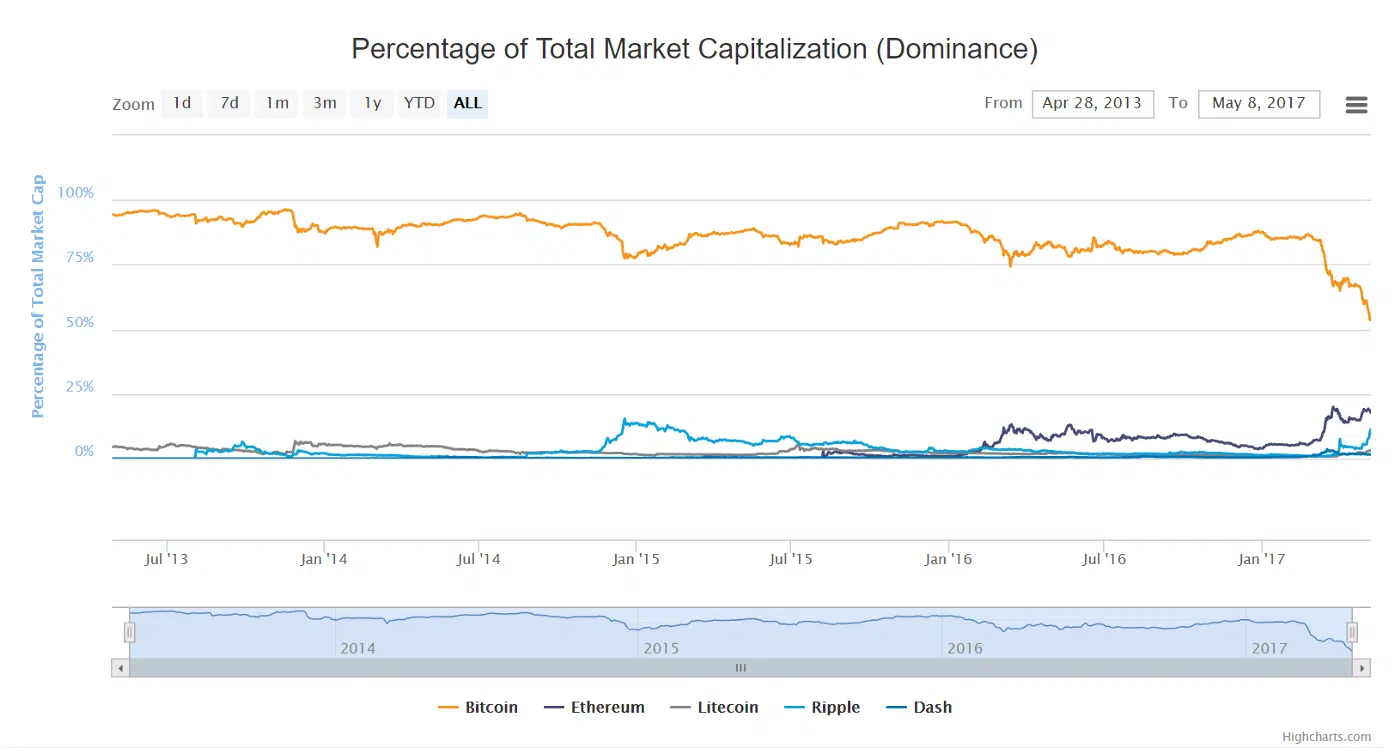 Percentage of Total Market Capitalization (Dominance)
Zoom 1d 7d 1m 3m 1y YTD ALL From Apr 28, 2013 To May 8, 2017
Percentage of Total Market Cap
100%
75%
50%
25%
0%
Jul '13 Jan '14 Jul '14 Jan '15 Jul '15 Jan '16 Jul '16 Jan '17
2014 2015 2016 2017
Bitcoin Ethereum Litecoin Ripple Dash
Highcharts.com